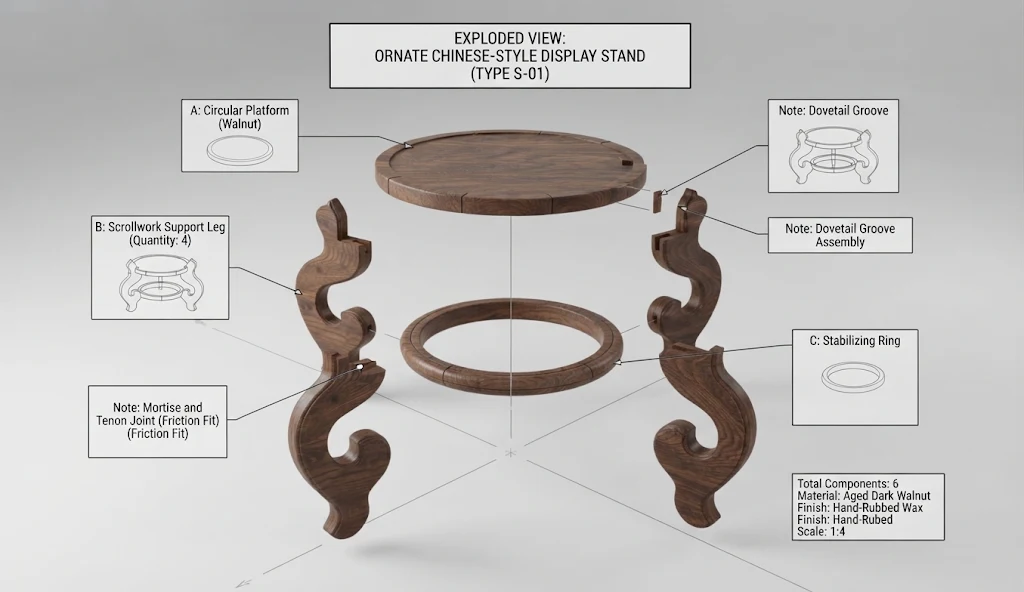 EXPLODED VIEW:
ORNATE CHINESE-STYLE DISPLAY STAND
(TYPE S-01)
A: Circular Platform
(Walnut)
Note: Dovetail Groove
B: Scrollwork Support Leg
(Quantity: 4)
Note: Dovetail Groove
Assembly
C: Stabilizing Ring
Note: Mortise and
Tenon Joint (Friction Fit)
(Friction Fit)
Total Components: 6
Material: Aged Dark Walnut
Finish: Hand-Rubbed Wax
Finish: Hand-Rubed
Scale: 1:4